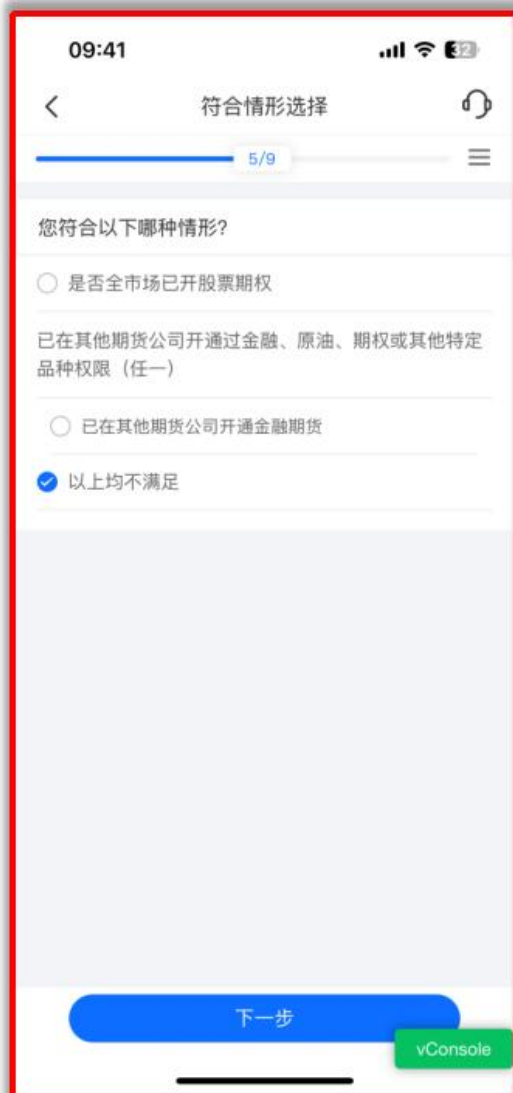 09:41
32
符合情形选择
5/9
您符合以下哪种情形?
是否全市场已开股票期权
已在其他期货公司开通过金融、原油、期权或其他特定
品种权限（任一）
已在其他期货公司开通金融期货
以上均不满足
下一步
vConsole